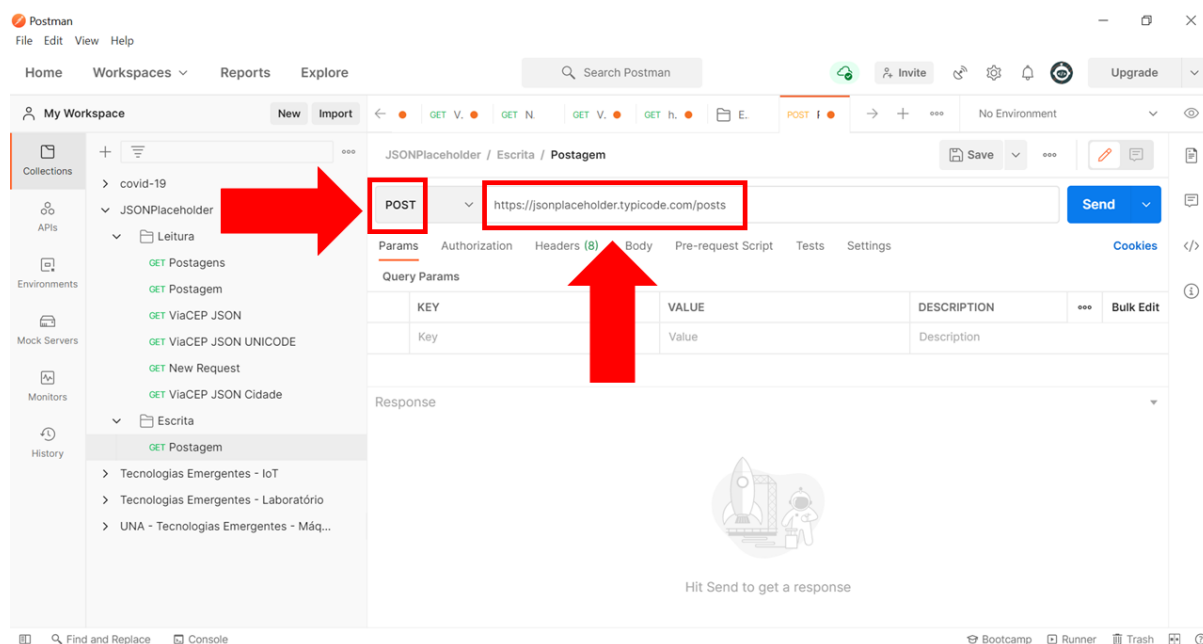 Postman
File Edit View Help
Home Workspaces Reports Explore Search Postman Invite Upgrade
My Workspace New Import GET V. GET N. GET V. GET h. E. POST No Environment
Collections
APIs
Environments
Mock Servers
Monitors
History
covid-19
JSONPlaceholder
Leitura
GET Postagens
GET Postagem
GET ViaCEP JSON
GET ViaCEP JSON UNICODE
GET New Request
GET ViaCEP JSON Cidade
Escrita
GET Postagem
Tecnologias Emergentes - IoT
Tecnologias Emergentes - Laboratório
UNA - Tecnologias Emergentes - Máq...
JSONPlaceholder / Escrita / Postagem Save
POST https://jsonplaceholder.typicode.com/posts Send
Params Authorization Headers (8) Body Pre-request Script Tests Settings Cookies
Query Params
KEY VALUE DESCRIPTION Bulk Edit
Key Value Description
Response
Hit Send to get a response
Find and Replace Console Bootcamp Runner Trash